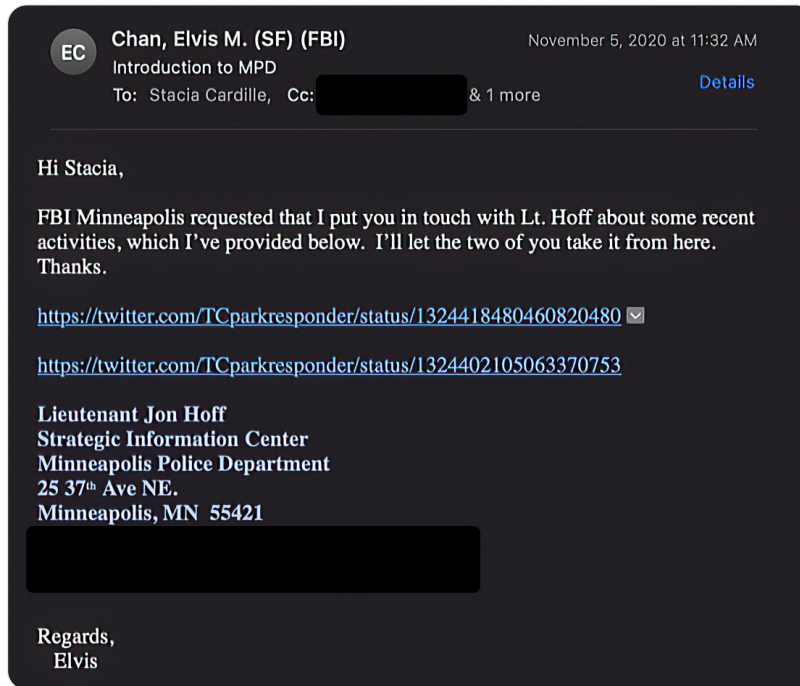 EC
Chan, Elvis M. (SF) (FBI)
November 5, 2020 at 11:32 AM
Introduction to MPD
Details
To: Stacia Cardille, Cc: & 1 more
Hi Stacia,
FBI Minneapolis requested that I put you in touch with Lt. Hoff about some recent
activities, which I’ve provided below.  I’ll let the two of you take it from here.
Thanks.
https://twitter.com/TCparkresponder/status/1324418480460820480
https://twitter.com/TCparkresponder/status/1324402105063370753
Lieutenant Jon Hoff
Strategic Information Center
Minneapolis Police Department
25 37th Ave NE.
Minneapolis, MN  55421
Regards,
Elvis